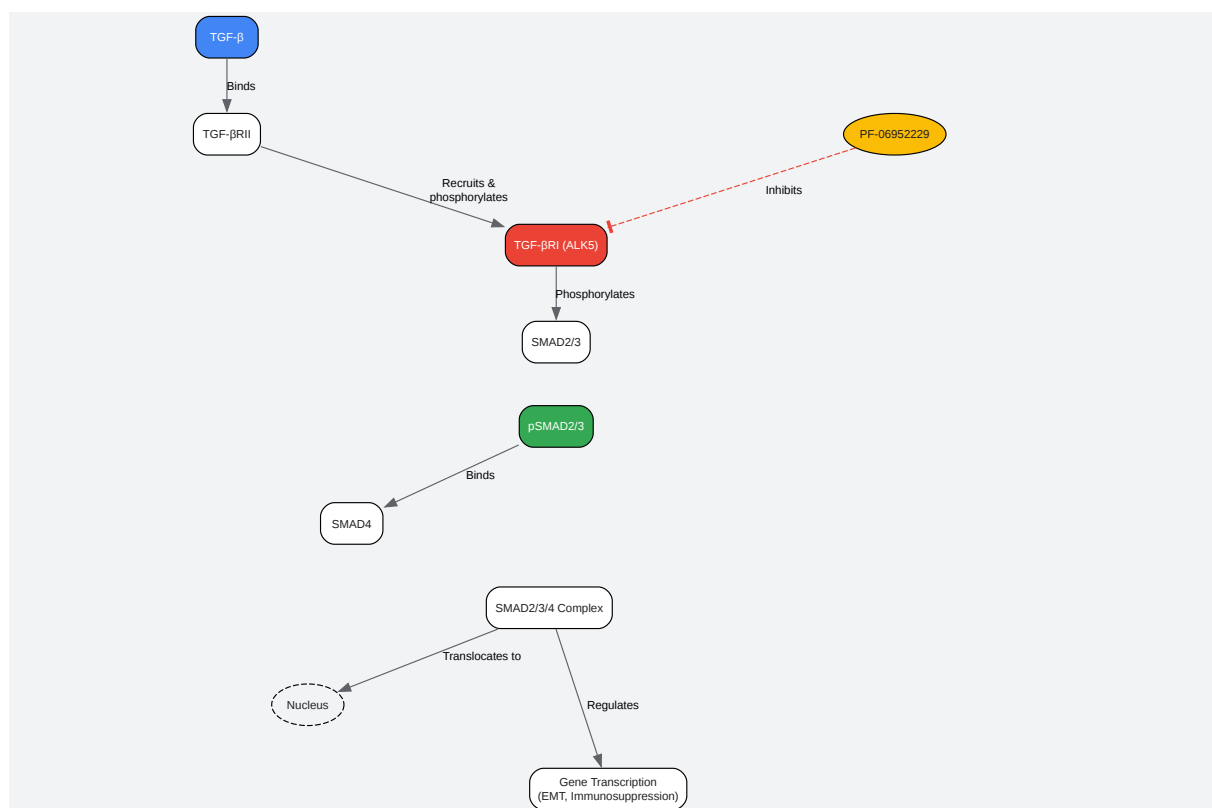 TGF-β
Binds
TGF-βRII
PF-06952229
Recruits &
phosphorylates
Inhibits
TGF-βRI (ALK5)
Phosphorylates
SMAD2/3
pSMAD2/3
Binds
SMAD4
SMAD2/3/4 Complex
Translocates to
Nucleus
Regulates
Gene Transcription
(EMT, Immunosuppression)